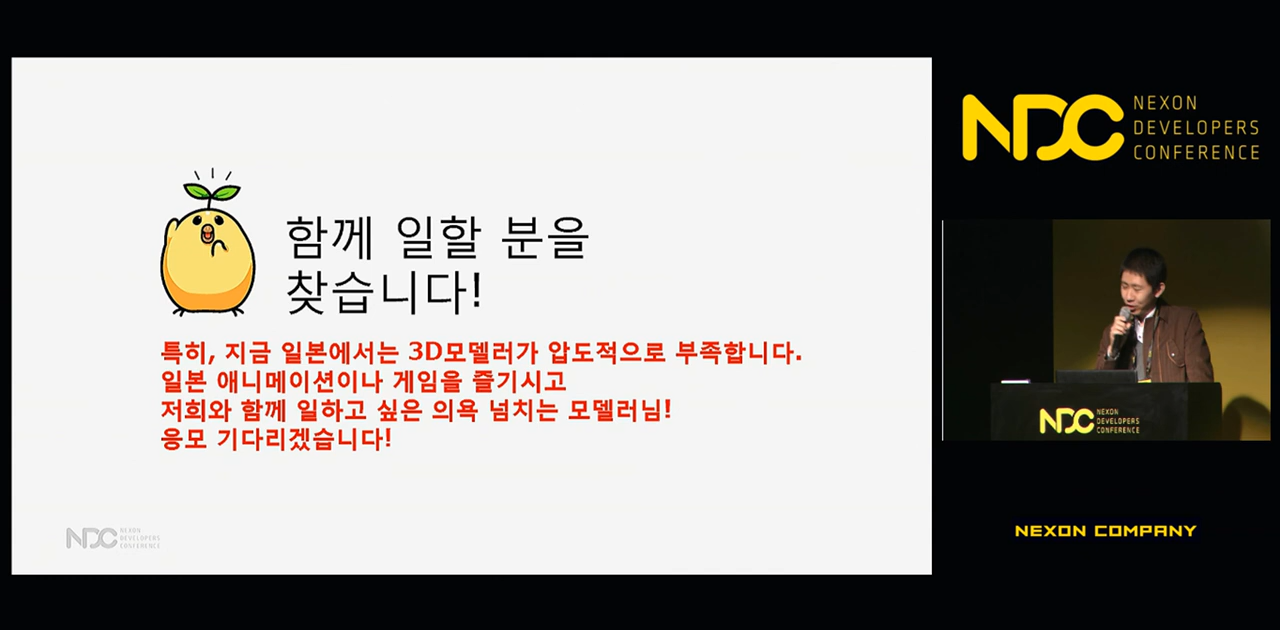 함께 일할 분을
찾습니다!
특히, 지금 일본에서는 3D모델러가 압도적으로 부족합니다.
일본 애니메이션이나 게임을 즐기시고
저희와 함께 일하고 싶은 의욕 넘치는 모델러님!
응모 기다리겠습니다!
NDC NEXON
DEVELOPERS
CONFERENCE
NDC NEXON
DEVELOPERS
CONFERENCE
NDC NEXON
DEVELOPERS
CONFERENCE
NEXON COMPANY